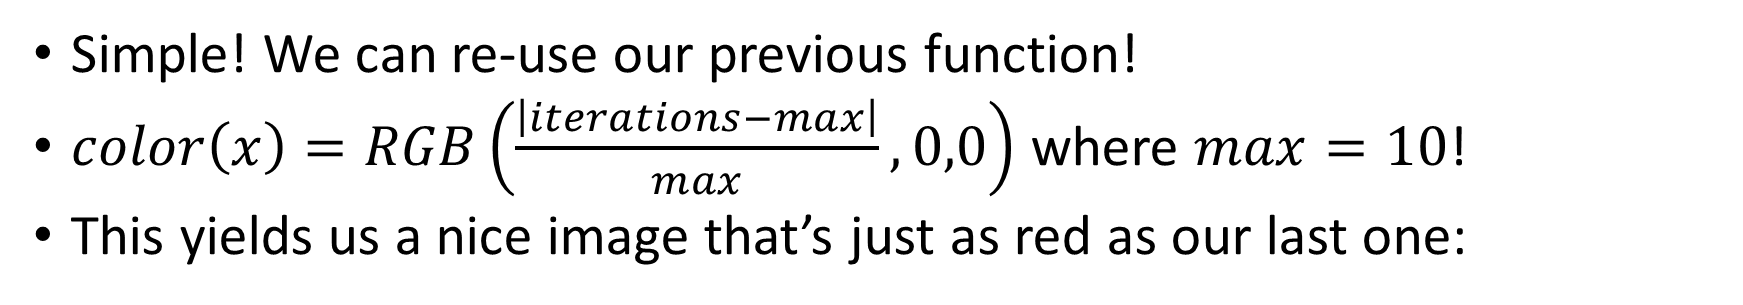 • Simple! We can re-use our previous function!
• color(x) = RGB (|iterations−max| / max , 0,0) where max = 10!
• This yields us a nice image that’s just as red as our last one: